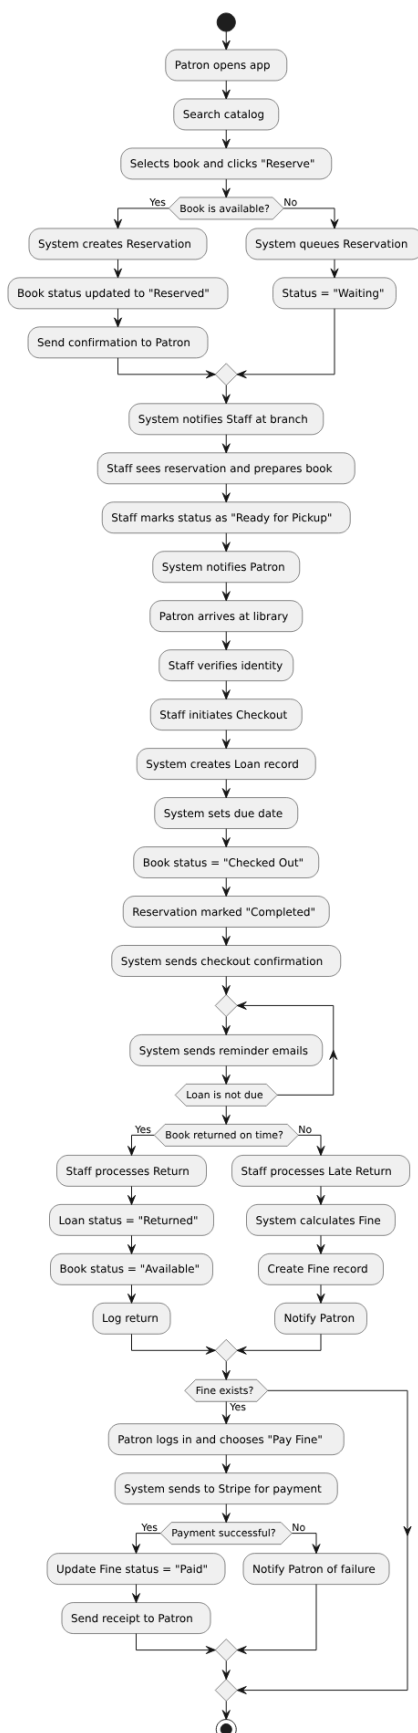 Patron opens app
Search catalog
Selects book and clicks "Reserve"
Yes
Book is available?
No
System creates Reservation
System queues Reservation
Book status updated to "Reserved"
Status = "Waiting"
Send confirmation to Patron
System notifies Staff at branch
Staff sees reservation and prepares book
Staff marks status as "Ready for Pickup"
System notifies Patron
Patron arrives at library
Staff verifies identity
Staff initiates Checkout
System creates Loan record
System sets due date
Book status = "Checked Out"
Reservation marked "Completed"
System sends checkout confirmation
System sends reminder emails
Loan is not due
Yes
Book returned on time?
No
Staff processes Return
Staff processes Late Return
Loan status = "Returned"
System calculates Fine
Book status = "Available"
Create Fine record
Log return
Notify Patron
Fine exists?
Yes
Patron logs in and chooses "Pay Fine"
System sends to Stripe for payment
Yes
Payment successful?
No
Update Fine status = "Paid"
Notify Patron of failure
Send receipt to Patron